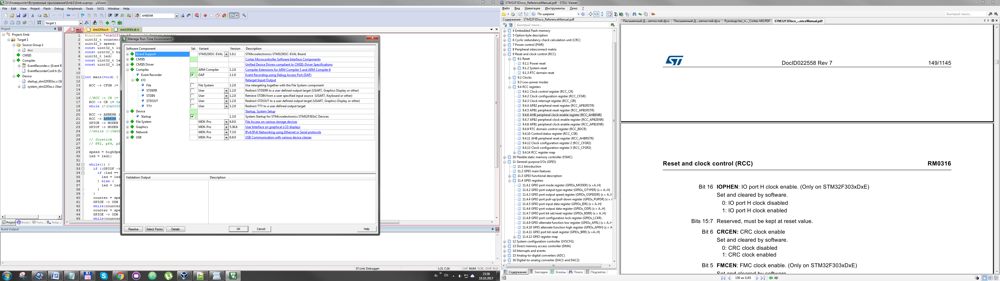 D:\Университет\Встроенные приложения\Emb1\Emb.uvprojx - µVision
File Edit View Project Flash Debug Peripherals Tools SVCS Window Help
AHBENR
Target 1
Project
Project: Emb
Target 1
Source Group 1
m.c
CMSIS
Compiler
EventRecorder.c (Event R
EventRecorderConf.h (Ev
Device
startup_stm32f303xc.s (St
system_stm32f3xx.c (Star
Project Books Func... Temp...
m.c stm32f3xx.h stm32f301x8.h
1 #include "stm32f3
2 uint32_t counter;
3 uint32_t speed;
4 const uint32_t lo
5 const uint32_t hi
6 uint32_t led;
7 const uint32_t le
8 const uint32_t le
9
10
11 int main(void) {
12
13 RCC -> CFGR |=
14
15
16 //RCC -> CR |=
17 RCC -> CR |= 0x
18 while (!(0x0200
19
20 RCC -> AHBENR |
21 RCC -> AHBENR |
22 GPIOE -> MODER
23 GPIOF -> MODER
24 //while (!(0x02
25
26 // Joystick
27 // PF2, pf4, pf
28
29 speed = highSpe
30 led = led1;
31
32 while(1) {
33 if ((GPIOF ->
34 if (led ==
35 led = led
36 } else {
37 led = led
38 }
39 }
40 counter = spe
41 GPIOE -> ODR
42 while(counter
43 counter = spe
44 GPIOE -> ODR
45 while(counter
Manage Run-Time Environment
Software Component Sel. Variant Version Description
Board Support STM32303C-EVAL 1.0.1 STMicroelectronics STM32303C-EVAL Board
CMSIS Cortex Microcontroller Software Interface Components
CMSIS Driver Unified Device Drivers compliant to CMSIS-Driver Specifications
Compiler ARM Compiler 1.2.0 Compiler Extensions for ARM Compiler 5 and ARM Compiler 6
Event Recorder DAP 1.1.0 Event Recording using Debug Access Port (DAP)
I/O Retarget Input/Output
File File System 1.2.0 Use retargeting together with the File System component
STDERR User 1.2.0 Redirect STDERR to a user defined output target (USART, Graphics Display or other)
STDIN User 1.2.0 Retrieve STDIN from a user specified input source (USART, Keyboard or other)
STDOUT User 1.2.0 Redirect STDOUT to a user defined output target (USART, Graphics Display or other)
TTY User 1.2.0 Redirect TTY to a user defined output target
Device Startup, System Setup
Startup 1.3.0 System Startup for STMicroelectronics STM32F303xC Devices
File System MDK-Pro 6.9.0 File Access on various storage devices
Graphics MDK-Pro 5.36.6 User Interface on graphical LCD displays
Network MDK-Pro 7.3.0 IPv4/IPv6 Networking using Ethernet or Serial protocols
USB MDK-Pro 6.9.0 USB Communication with various device classes
Validation Output Description
Resolve Select Packs Details OK Cancel Help
Build Output
ST-Link Debugger L:21 C:16 CAP NUM SCRL OVR R/O
Pr EN 23:58
19.10.2017
STM32F3Disco_ReferenceManual.pdf - STDU Viewer
Файл Вид Навигация Инструменты Окно ?
По ширине
Быстрый поиск...
Содержание - STM32F3Disco_ReferenceManual.pdf
Быстрый поиск...
4 Embedded Flash memory
5 Option byte description
6 Cyclic redundancy check calculation unit (CRC)
7 Power control (PWR)
8 Peripheral interconnect matrix
9 Reset and clock control (RCC)
9.1 Reset
9.1.1 Power reset
9.1.2 System reset
9.1.3 RTC domain reset
9.2 Clocks
9.3 Low-power modes
9.4 RCC registers
9.4.1 Clock control register (RCC_CR)
9.4.2 Clock configuration register (RCC_CFGR)
9.4.3 Clock interrupt register (RCC_CIR)
9.4.4 APB2 peripheral reset register (RCC_APB2RSTR)
9.4.5 APB1 peripheral reset register (RCC_APB1RSTR)
9.4.6 AHB peripheral clock enable register (RCC_AHBENR)
9.4.7 APB2 peripheral clock enable register (RCC_APB2ENR)
9.4.8 APB1 peripheral clock enable register (RCC_APB1ENR)
9.4.9 RTC domain control register (RCC_BDCR)
9.4.10 Control/status register (RCC_CSR)
9.4.11 AHB peripheral reset register (RCC_AHBRSTR)
9.4.12 Clock configuration register 2 (RCC_CFGR2)
9.4.13 Clock configuration register 3 (RCC_CFGR3)
9.4.14 RCC register map
10 Flexible static memory controller (FSMC)
11 General-purpose I/Os (GPIO)
11.1 Introduction
11.2 GPIO main features
11.3 GPIO functional description
11.4 GPIO registers
11.4.1 GPIO port mode register (GPIOx_MODER) (x =A..H)
11.4.2 GPIO port output type register (GPIOx_OTYPER) (x = A..H)
11.4.3 GPIO port output speed register (GPIOx_OSPEEDR) (x = A..H
11.4.4 GPIO port pull-up/pull-down register (GPIOx_PUPDR) (x = A
11.4.5 GPIO port input data register (GPIOx_IDR) (x = A..H)
11.4.6 GPIO port output data register (GPIOx_ODR) (x = A..H)
11.4.7 GPIO port bit set/reset register (GPIOx_BSRR) (x = A..H)
11.4.8 GPIO port configuration lock register (GPIOx_LCKR)
11.4.9 GPIO alternate function low register (GPIOx_AFRL) (x = A..H
11.4.10 GPIO alternate function high register (GPIOx_AFRH) (x = A
11.4.11 GPIO port bit reset register (GPIOx_BRR) (x =A..H)
11.4.12 GPIO register map
12 System configuration controller (SYSCFG)
13 Direct memory access controller (DMA)
14 Interrupts and events
15 Analog-to-digital converters (ADC)
16 Digital-to-analog converter (DAC1 and DAC2)
Содержание Закладки Эскизы Поиск Подсветка
Письменный Д....оятностей.djvu Письменный Д....оятностей.djvu Руководство_п..._Cortex-M3.PDF STM32F3Disco_...enceManual.pdf
ST DocID022558 Rev 7 149/1145
Reset and clock control (RCC) RM0316
Bit 16 IOPHEN: IO port H clock enable. (Only on STM32F303xDxE)
Set and cleared by software.
0: IO port H clock disabled
1: IO port H clock enabled
Bits 15:7 Reserved, must be kept at reset value.
Bit 6 CRCEN: CRC clock enable
Set and cleared by software.
0: CRC clock disabled
1: CRC clock enabled
Bit 5 FMCEN: FMC clock enable. (Only on STM32F303xDxE)
Set and cleared by software.
150 из 1145